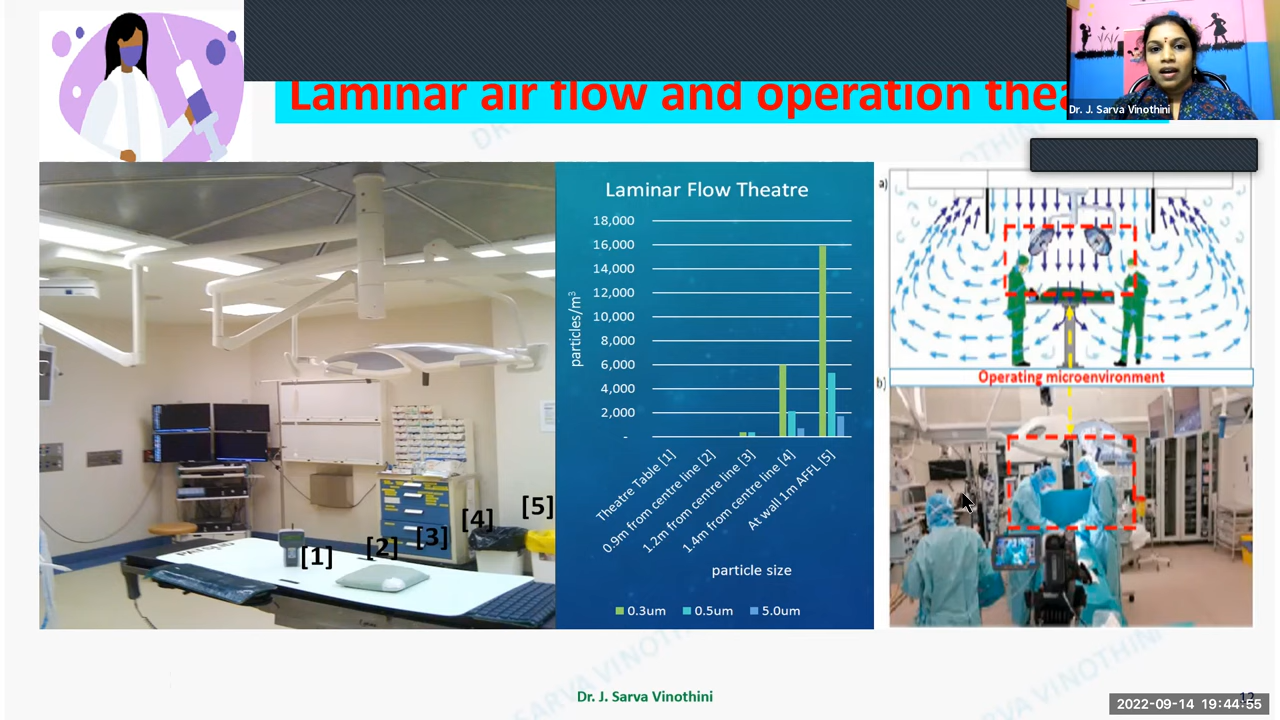 Laminar air flow and operation thea
Dr. J. Sarva Vinothini
Laminar Flow Theatre
18,000
16,000
14,000
12,000
10,000
8,000
6,000
4,000
2,000
-
particles/m³
Theatre Table [1]
0.9m from centre line [2]
1.2m from centre line [3]
1.4m from centre line [4]
At wall 1m AFFL [5]
particle size
0.3um
0.5um
5.0um
[1]
[2]
[3]
[4]
[5]
a)
Operating microenvironment
b)
Dr. J. Sarva Vinothini
2022-09-14 19:44:55